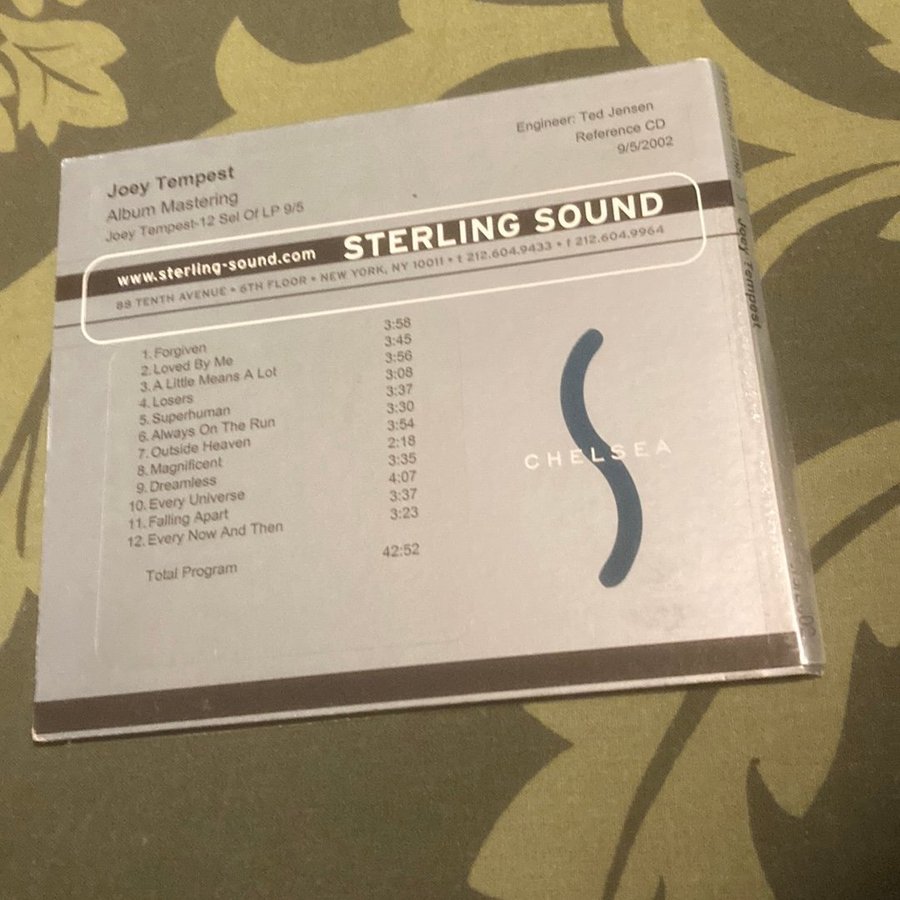 Joey Tempest
Album Mastering
Joey Tempest-12 Sel Of LP 9/5
Engineer: Ted Jensen
Reference CD
9/5/2002
www.sterling-sound.com STERLING SOUND
88 TENTH AVENUE • 6TH FLOOR • NEW YORK, NY 10011 • t 212.604.9433 • f 212.604.9964
1. Forgiven 3:58
2. Loved By Me 3:45
3. A Little Means A Lot 3:56
4. Losers 3:08
5. Superhuman 3:37
6. Always On The Run 3:30
7. Outside Heaven 3:54
8. Magnificent 2:18
9. Dreamless 3:35
10. Every Universe 4:07
11. Falling Apart 3:37
12. Every Now And Then 3:23
Total Program 42:52
CHELSEA
Joey Tempest